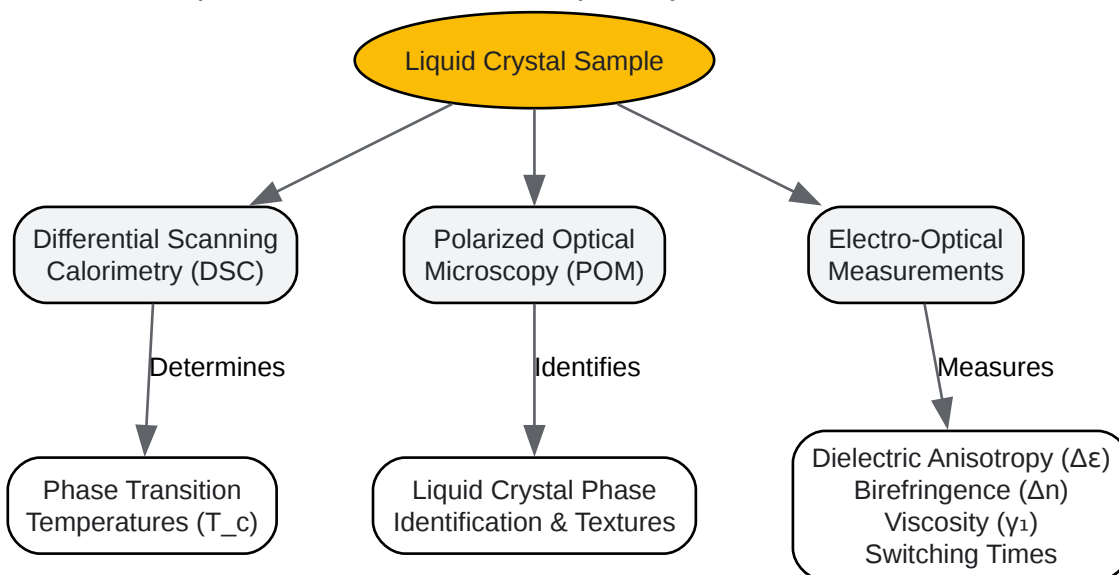 Liquid Crystal Sample
Differential Scanning
Calorimetry (DSC)
Polarized Optical
Microscopy (POM)
Electro-Optical
Measurements
Determines
Identifies
Measures
Phase Transition
Temperatures (T_c)
Liquid Crystal Phase
Identification & Textures
Dielectric Anisotropy (Δε)
Birefringence (Δn)
Viscosity (γ₁)
Switching Times